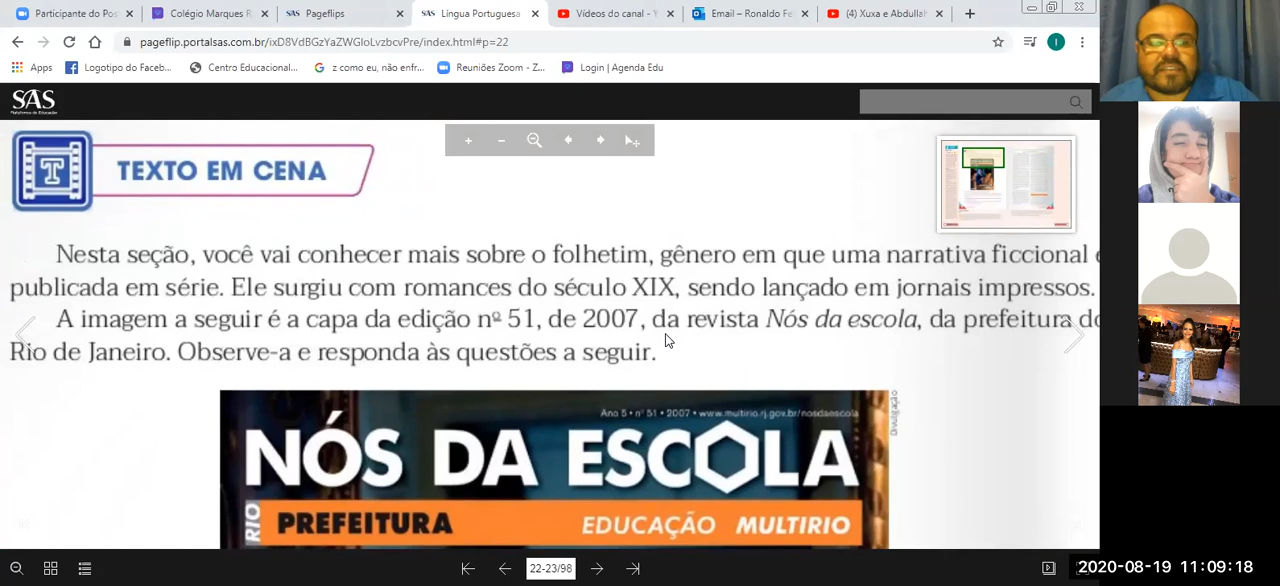 Participante de Pos
Colégio Marques R
Pageflips
Língua Portuguesa
Vídeos do canal - Y
Email – Ronaldo Fe
(4) Xuxa e Abdullah
pageflip.portalsas.com.br/ixD8VdBGzYaZWGIoLvzbcvPre/index.html#p=22
Apps
Logotipo do Faceb...
Centro Educacional...
z como eu, não enfr...
Reuniões Zoom - Z...
Login | Agenda Edu
SAS
Plataforma de Educação
TEXTO EM CENA
Nesta seção, você vai conhecer mais sobre o folhetim, gênero em que uma narrativa ficcional
publicada em série. Ele surgiu com romances do século XIX, sendo lançado em jornais impressos.
A imagem a seguir é a capa da edição nº 51, de 2007, da revista Nós da escola, da prefeitura do
Rio de Janeiro. Observe-a e responda às questões a seguir.
Divulgação
Ano 5 • nº 51 • 2007 • www.multirio.rj.gov.br/nosdaescola
NÓS DA ESCOLA
RIO PREFEITURA EDUCAÇÃO MULTIRIO
22-23/98
2020-08-19 11:09:18